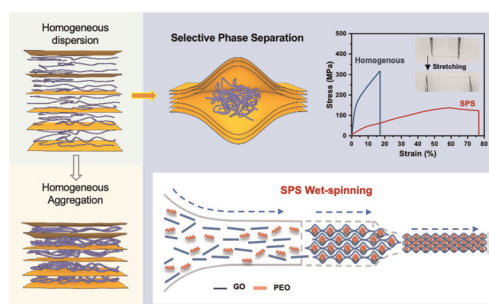 Homogeneous
dispersion
Selective Phase Separation
Stress (MPa)
500
400
300
200
100
0
Homogenous
Stretching
SPS
0 10 20 30 40 50 60 70 80
Strain (%)
Homogeneous
Aggregation
SPS Wet-spinning
GO PEO